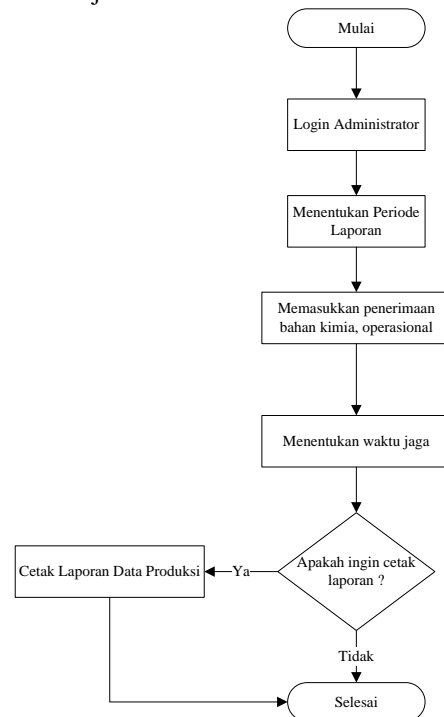 Mulai
Login Administrator
Menentukan Periode
Laporan
Memasukkan penerimaan
bahan kimia, operasional
Menentukan waktu jaga
Apakah ingin cetak
laporan ?
Ya
Cetak Laporan Data Produksi
Tidak
Selesai